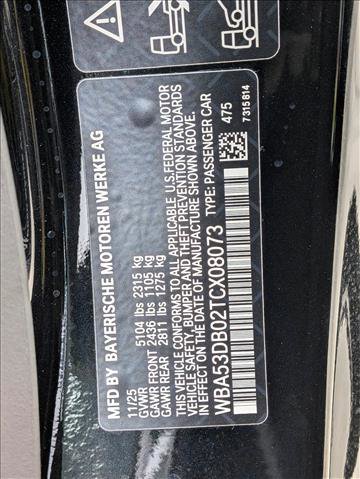 MFD BY BAYERISCHE MOTOREN WERKE AG
11/25
GVWR 5104 lbs 2315 kg
GAWR FRONT 2436 lbs 1105 kg
GAWR REAR 2811 lbs 1275 kg
THIS VEHICLE CONFORMS TO ALL APPLICABLE U.S. FEDERAL MOTOR
VEHICLE SAFETY, BUMPER AND THEFT PREVENTION STANDARDS
IN EFFECT ON THE DATE OF MANUFACTURE SHOWN ABOVE.
WBA53DB02TCX08073 TYPE: PASSENGER CAR
475
7315814